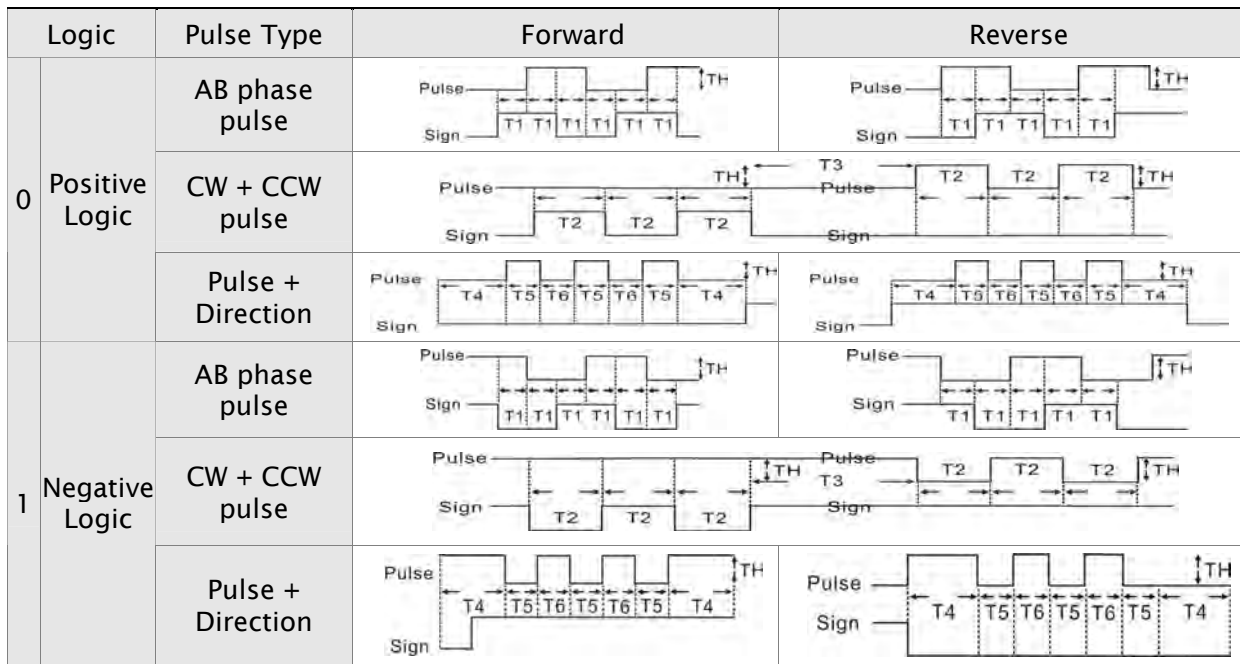 Logic Pulse Type Forward Reverse
0 Positive Logic
AB phase pulse
Pulse TH
T1 T1 T1 T1 T1 T1
Sign
Pulse TH
T1 T1 T1 T1 T1
Sign
CW + CCW pulse
Pulse TH T3 Pulse T2 T2 T2 TH
Sign T2 T2 T2 Sign
Pulse + Direction
Pulse TH
T4 T5 T6 T5 T6 T5 T4
Sign
Pulse TH
T4 T5 T6 T5 T6 T5 T4
Sign
1 Negative Logic
AB phase pulse
Pulse TH
Sign T1 T1 T1 T1 T1 T1
Pulse TH
Sign T1 T1 T1 T1 T1
CW + CCW pulse
Pulse TH T3 Pulse T2 T2 T2 TH
Sign T2 T2 T2 Sign
Pulse + Direction
Pulse TH
T4 T5 T6 T5 T6 T5 T4
Sign
Pulse TH
T4 T5 T6 T5 T6 T5 T4
Sign